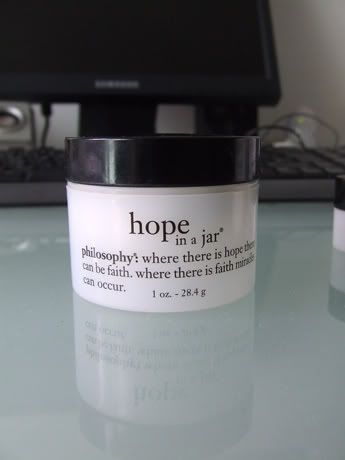 SAMSUNG
hope
in a jar®
philosophy®: where there is hope there
can be faith. where there is faith miracles
can occur.
1 oz. - 28.4 g